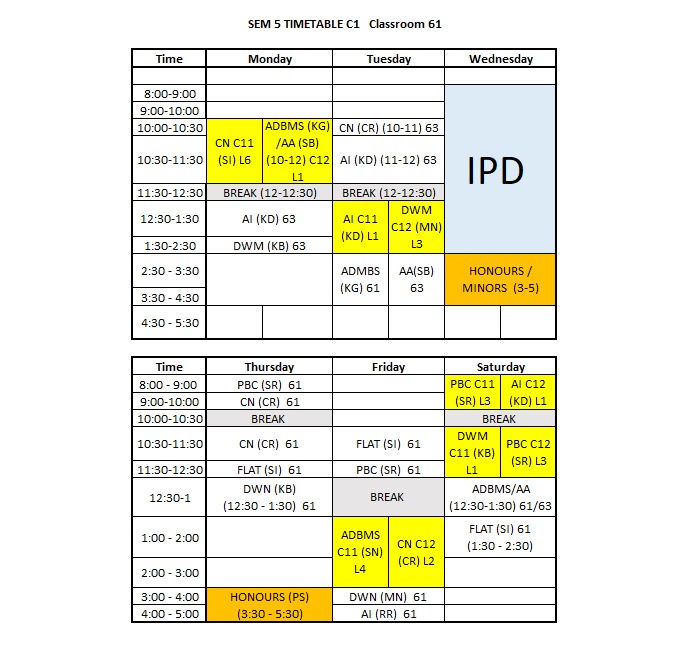 SEM 5 TIMETABLE C1 Classroom 61
Time Monday Tuesday Wednesday
8:00-9:00
9:00-10:00
10:00-10:30
CN C11
(SI) L6
ADBMS (KG)
/AA (SB)
(10-12) C12
L1
CN (CR) (10-11) 63
10:30-11:30
AI (KD) (11-12) 63
IPD
11:30-12:30 BREAK (12-12:30) BREAK (12-12:30)
12:30-1:30 AI (KD) 63
AI C11
(KD) L1
DWM
C12 (MN)
L3
1:30-2:30 DWM (KB) 63
2:30 - 3:30
ADMBS
(KG) 61
AA(SB)
63
HONOURS /
MINORS (3-5)
3:30 - 4:30
4:30 - 5:30
Time Thursday Friday Saturday
8:00 - 9:00 PBC (SR) 61
PBC C11
(SR) L3
AI C12
(KD) L1
9:00-10:00 CN (CR) 61
10:00-10:30 BREAK BREAK
10:30-11:30 CN (CR) 61 FLAT (SI) 61
DWM
C11 (KB)
L1
PBC C12
(SR) L3
11:30-12:30 FLAT (SI) 61 PBC (SR) 61
12:30-1
DWN (KB)
(12:30 - 1:30) 61
BREAK
ADBMS/AA
(12:30-1:30) 61/63
1:00 - 2:00
ADBMS
C11 (SN)
L4
CN C12
(CR) L2
FLAT (SI) 61
(1:30 - 2:30)
2:00 - 3:00
3:00 - 4:00 HONOURS (PS) DWN (MN) 61
4:00 - 5:00 (3:30 - 5:30) AI (RR) 61